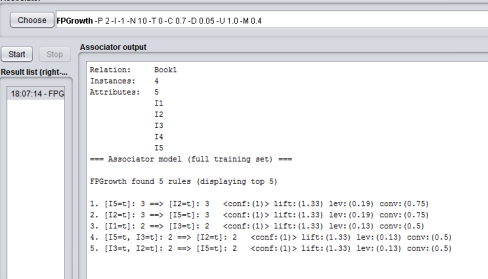 Choose FPGrowth -P 2 -I -1 -N 10 -T 0 -C 0.7 -D 0.05 -U 1.0 -M 0.4
Start Stop
Associator output
Result list (right-...
18:07:14 - FPG
Relation: Book1
Instances: 4
Attributes: 5
I1
I2
I3
I4
I5
=== Associator model (full training set) ===
FPGrowth found 5 rules (displaying top 5)
1. [I5=t]: 3 ==> [I2=t]: 3 <conf:(1)> lift:(1.33) lev:(0.19) conv:(0.75)
2. [I2=t]: 3 ==> [I5=t]: 3 <conf:(1)> lift:(1.33) lev:(0.19) conv:(0.75)
3. [I1=t]: 2 ==> [I3=t]: 2 <conf:(1)> lift:(1.33) lev:(0.13) conv:(0.5)
4. [I5=t, I3=t]: 2 ==> [I2=t]: 2 <conf:(1)> lift:(1.33) lev:(0.13) conv:(0.5)
5. [I3=t, I2=t]: 2 ==> [I5=t]: 2 <conf:(1)> lift:(1.33) lev:(0.13) conv:(0.5)